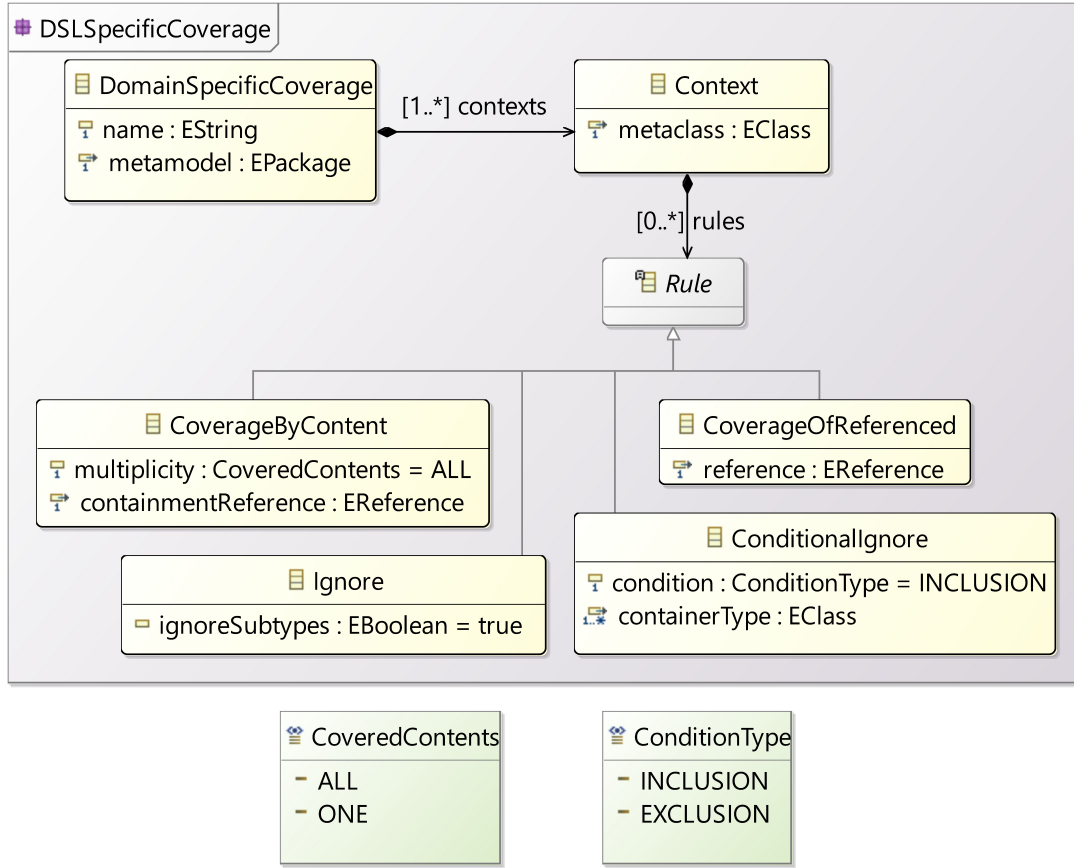 DSLSpecificCoverage
DomainSpecificCoverage
name : EString
metamodel : EPackage
[1..*] contexts
Context
metaclass : EClass
[0..*] rules
Rule
CoverageByContent
multiplicity : CoveredContents = ALL
containmentReference : EReference
CoverageOfReferenced
reference : EReference
Ignore
ignoreSubtypes : EBoolean = true
ConditionalIgnore
condition : ConditionType = INCLUSION
containerType : EClass
CoveredContents
ALL
ONE
ConditionType
INCLUSION
EXCLUSION